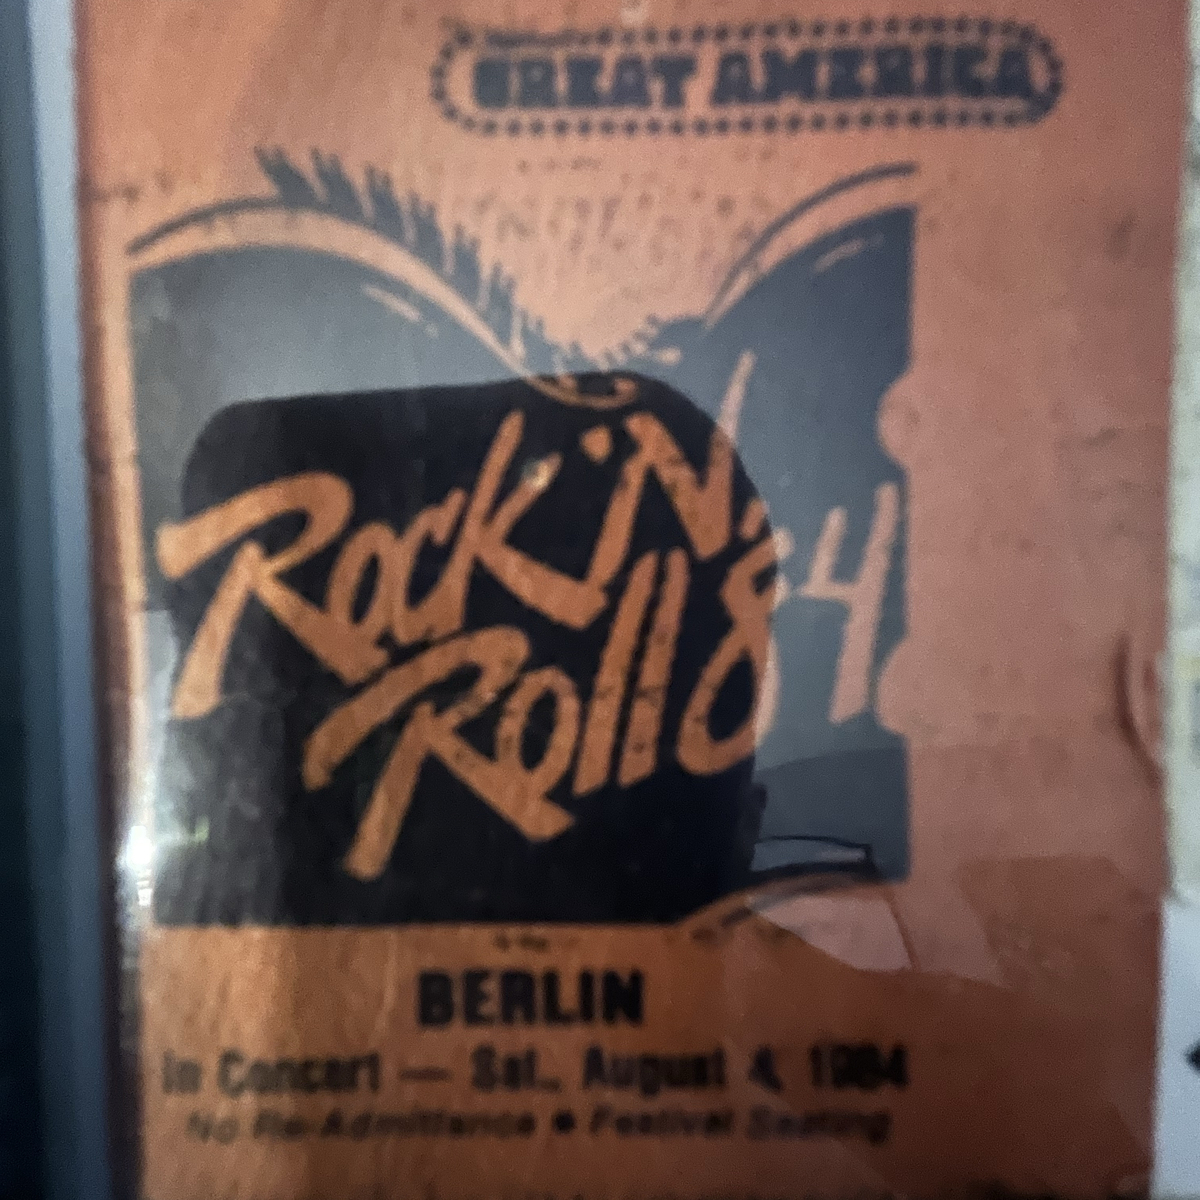 GREAT AMERICA
ROCK 'N
Roll 84
BERLIN
In Concert — Sat., August 4, 1984
No Re-Admittance • Festival Seating